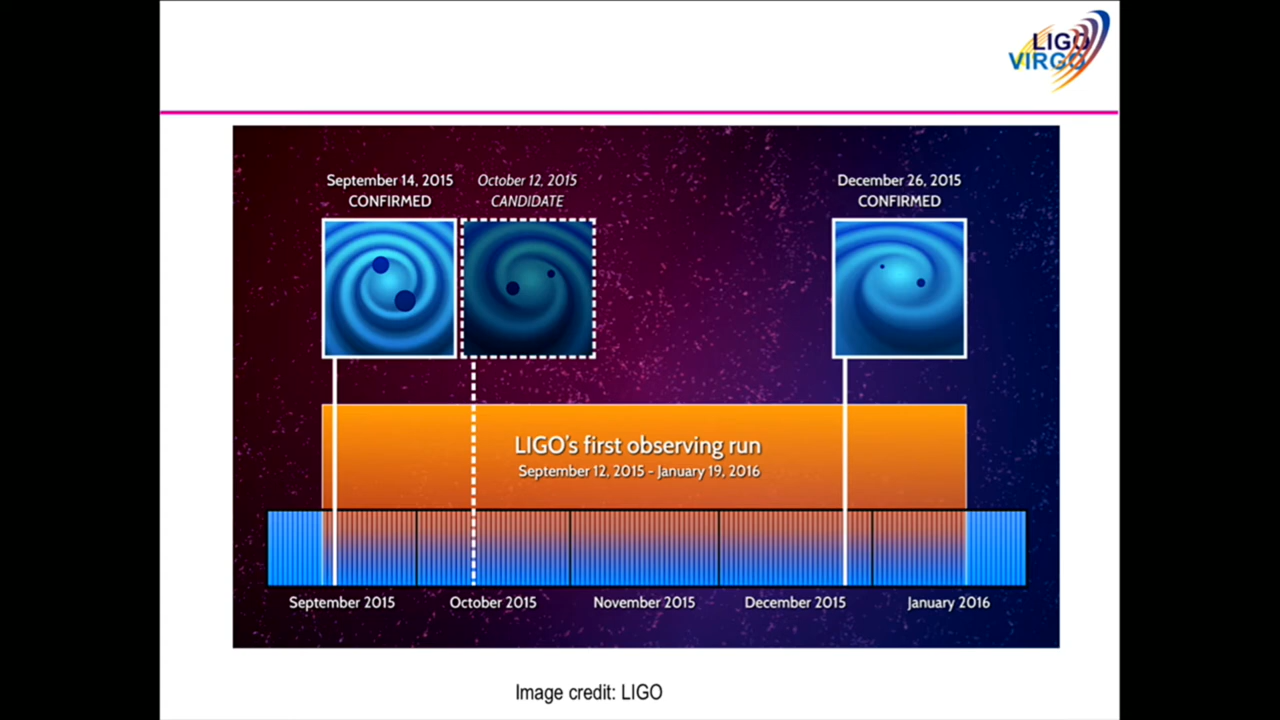 LIGO
VIRGO
September 14, 2015
CONFIRMED
October 12, 2015
CANDIDATE
December 26, 2015
CONFIRMED
LIGO's first observing run
September 12, 2015 - January 19, 2016
September 2015
October 2015
November 2015
December 2015
January 2016
Image credit: LIGO